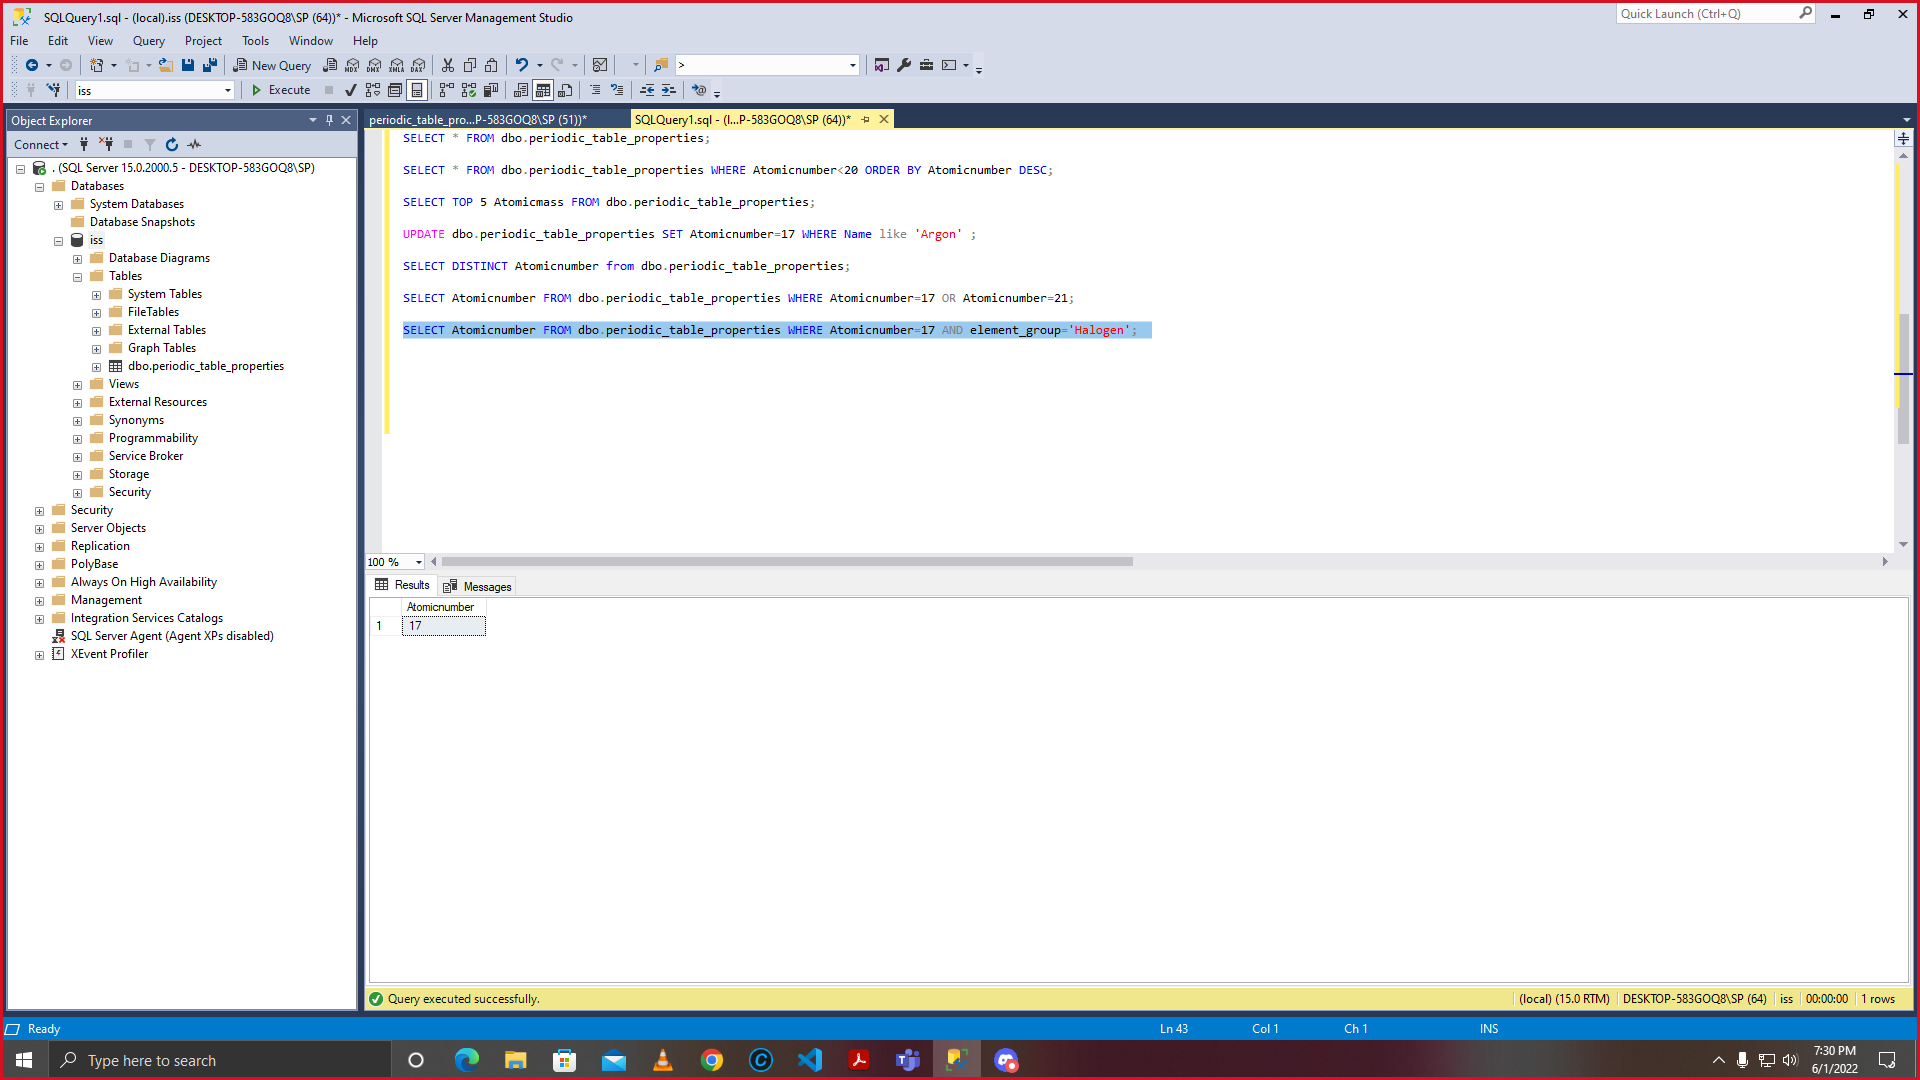 SQLQuery1.sql - (local).iss (DESKTOP-583GOQ8\SP (64))* - Microsoft SQL Server Management Studio
Quick Launch (Ctrl+Q)
File Edit View Query Project Tools Window Help
New Query
MDX DMX XMLA DAX
>
iss
Execute
Object Explorer
periodic_table_pro...P-583GOQ8\SP (51))*
SQLQuery1.sql - (l...P-583GOQ8\SP (64))*
Connect
. (SQL Server 15.0.2000.5 - DESKTOP-583GOQ8\SP)
Databases
System Databases
Database Snapshots
iss
Database Diagrams
Tables
System Tables
FileTables
External Tables
Graph Tables
dbo.periodic_table_properties
Views
External Resources
Synonyms
Programmability
Service Broker
Storage
Security
Security
Server Objects
Replication
PolyBase
Always On High Availability
Management
Integration Services Catalogs
SQL Server Agent (Agent XPs disabled)
XEvent Profiler
SELECT * FROM dbo.periodic_table_properties;
SELECT * FROM dbo.periodic_table_properties WHERE Atomicnumber<20 ORDER BY Atomicnumber DESC;
SELECT TOP 5 Atomicmass FROM dbo.periodic_table_properties;
UPDATE dbo.periodic_table_properties SET Atomicnumber=17 WHERE Name like 'Argon' ;
SELECT DISTINCT Atomicnumber from dbo.periodic_table_properties;
SELECT Atomicnumber FROM dbo.periodic_table_properties WHERE Atomicnumber=17 OR Atomicnumber=21;
SELECT Atomicnumber FROM dbo.periodic_table_properties WHERE Atomicnumber=17 AND element_group='Halogen';
100 %
Results Messages
Atomicnumber
1 17
Query executed successfully.
(local) (15.0 RTM) DESKTOP-583GOQ8\SP (64) iss 00:00:00 1 rows
Ready
Ln 43 Col 1 Ch 1 INS
Type here to search
7:30 PM
6/1/2022